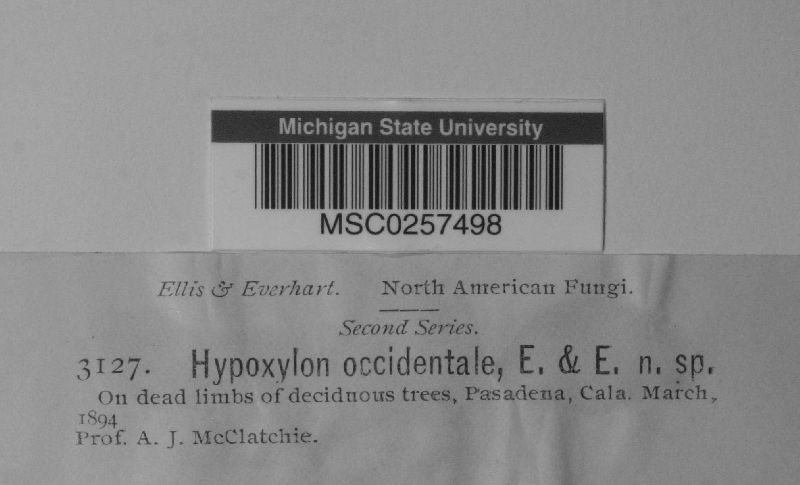 Michigan State University
MSC0257498
Ellis & Everhart. North American Fungi.
Second Series.
3127. Hypoxylon occidentale, E. & E. n. sp.
On dead limbs of deciduous trees, Pasadena, Cala. March,
1894
Prof. A. J. McClatchie.